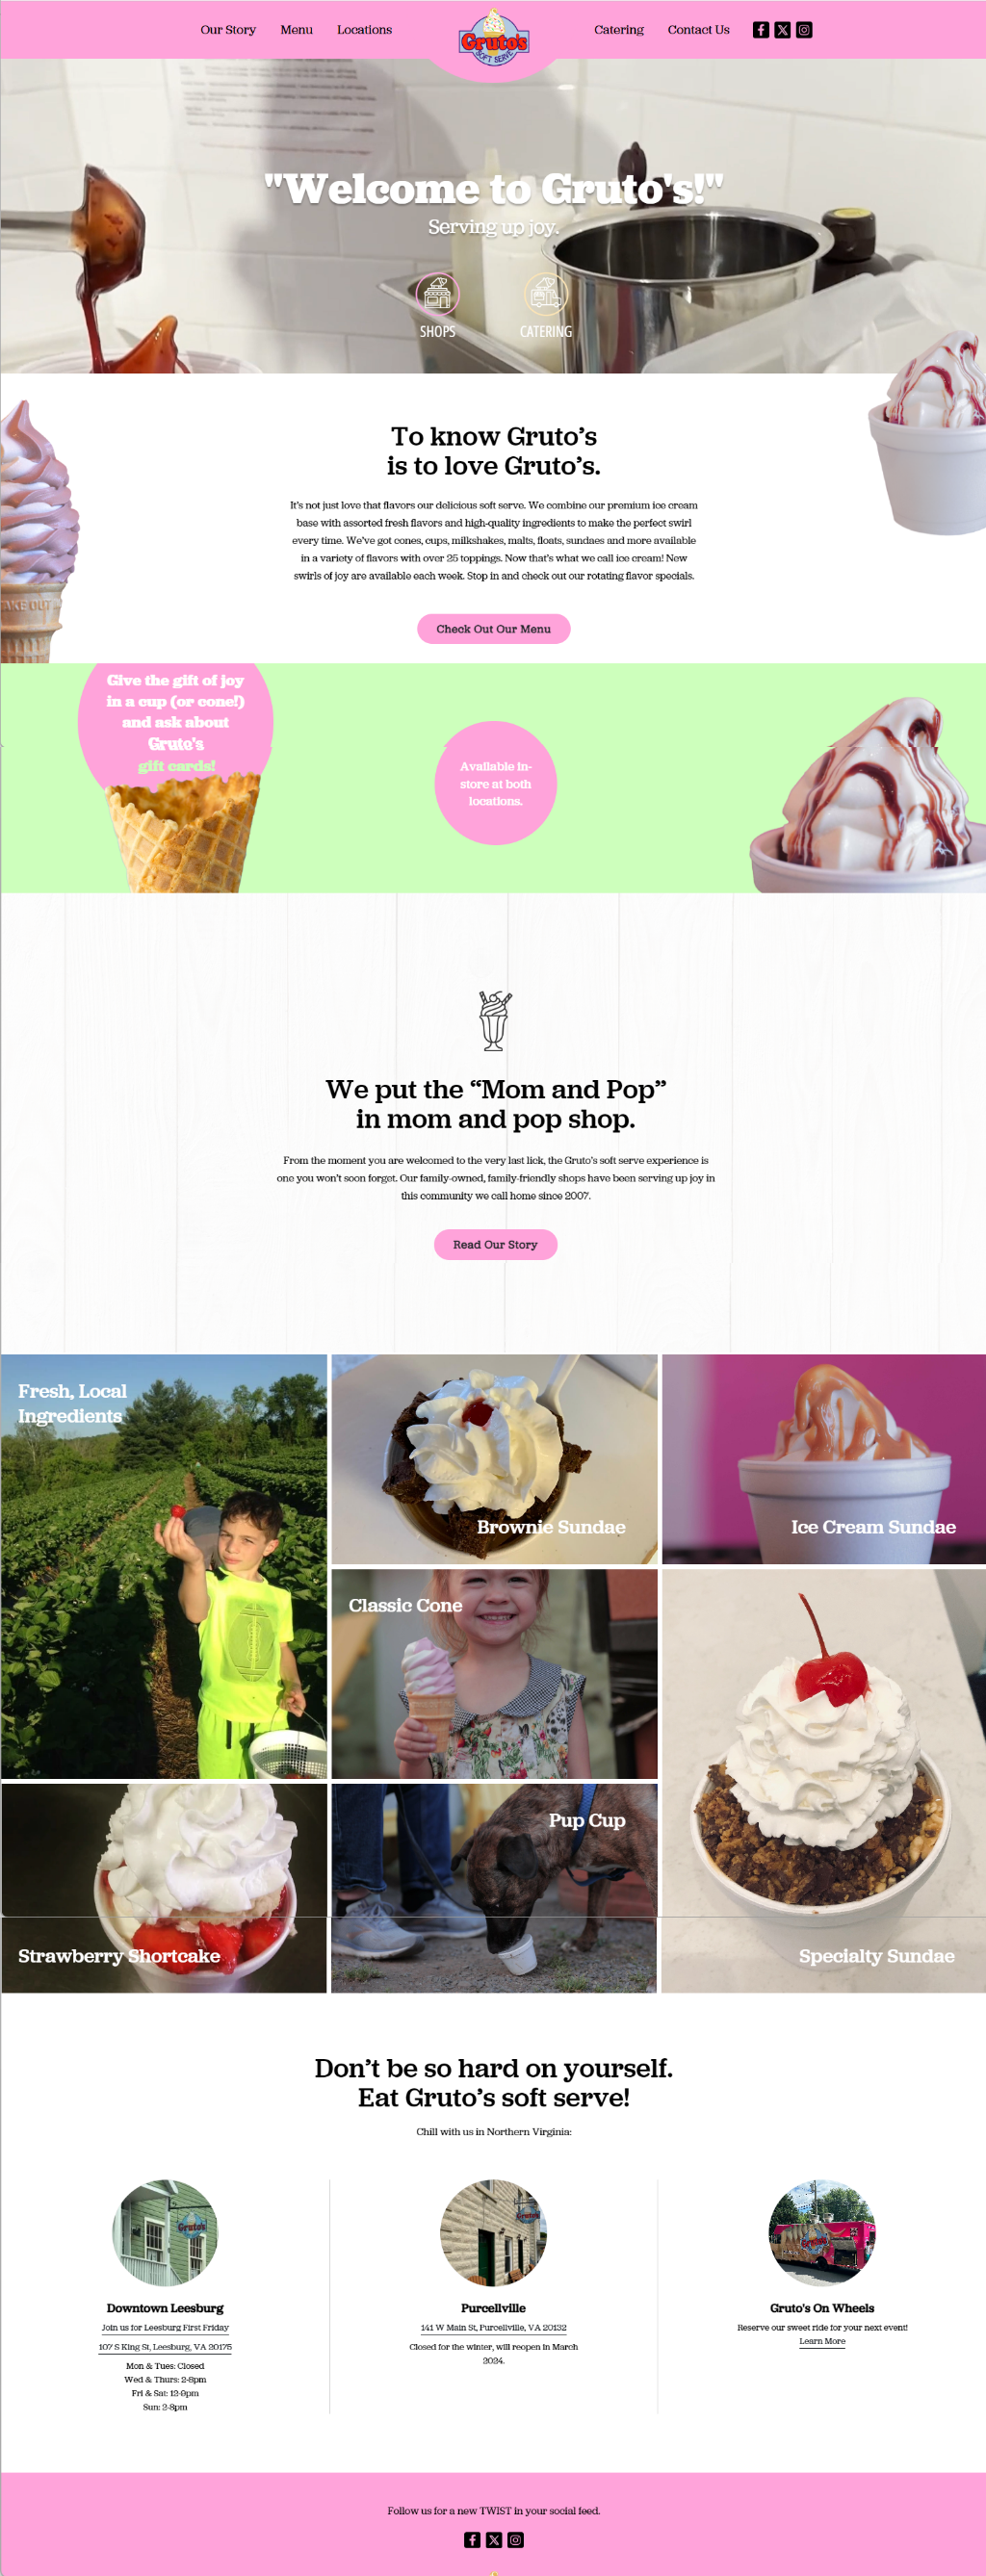 Our Story
Menu
Locations
Gruto's
SOFT SERVE
Catering
Contact Us
"Welcome to Gruto's!"
Serving up joy.
SHOPS
CATERING
To know Gruto’s
is to love Gruto’s.
It’s not just love that flavors our delicious soft serve. We combine our premium ice cream
base with assorted fresh flavors and high-quality ingredients to make the perfect swirl
every time. We’ve got cones, cups, milkshakes, malts, floats, sundaes and more available
in a variety of flavors with over 25 toppings. Now that’s what we call ice cream! New
swirls of joy are available each week. Stop in and check out our rotating flavor specials.
AKE OUT
Check Out Our Menu
Give the gift of joy
in a cup (or cone!)
and ask about
Gruto's
gift cards!
Available in-
store at both
locations.
We put the “Mom and Pop”
in mom and pop shop.
From the moment you are welcomed to the very last lick, the Gruto’s soft serve experience is
one you won’t soon forget. Our family-owned, family-friendly shops have been serving up joy in
this community we call home since 2007.
Read Our Story
Fresh, Local
Ingredients
Brownie Sundae
Ice Cream Sundae
Classic Cone
Pup Cup
Strawberry Shortcake
Specialty Sundae
Don’t be so hard on yourself.
Eat Gruto’s soft serve!
Chill with us in Northern Virginia:
Gruto's
Gruto's
Gruto's
Downtown Leesburg
Join us for Leesburg First Friday
107 S King St, Leesburg, VA 20175
Mon & Tues: Closed
Wed & Thurs: 2-8pm
Fri & Sat: 12-9pm
Sun: 2-8pm
Purcellville
141 W Main St, Purcellville, VA 20132
Closed for the winter, will reopen in March
2024.
Gruto's On Wheels
Reserve our sweet ride for your next event!
Learn More
Follow us for a new TWIST in your social feed.